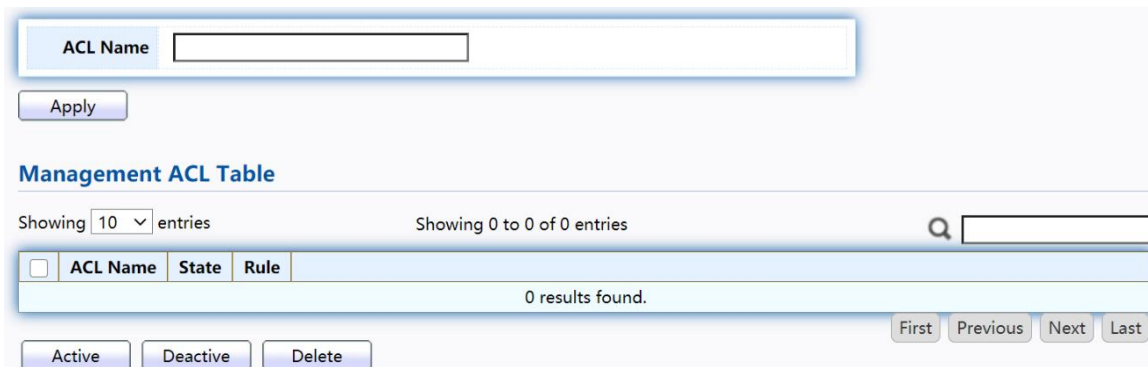 ACL Name
Apply
Management ACL Table
Showing 10 entries Showing 0 to 0 of 0 entries
ACL Name State Rule
0 results found.
First Previous Next Last
Active Deactive Delete